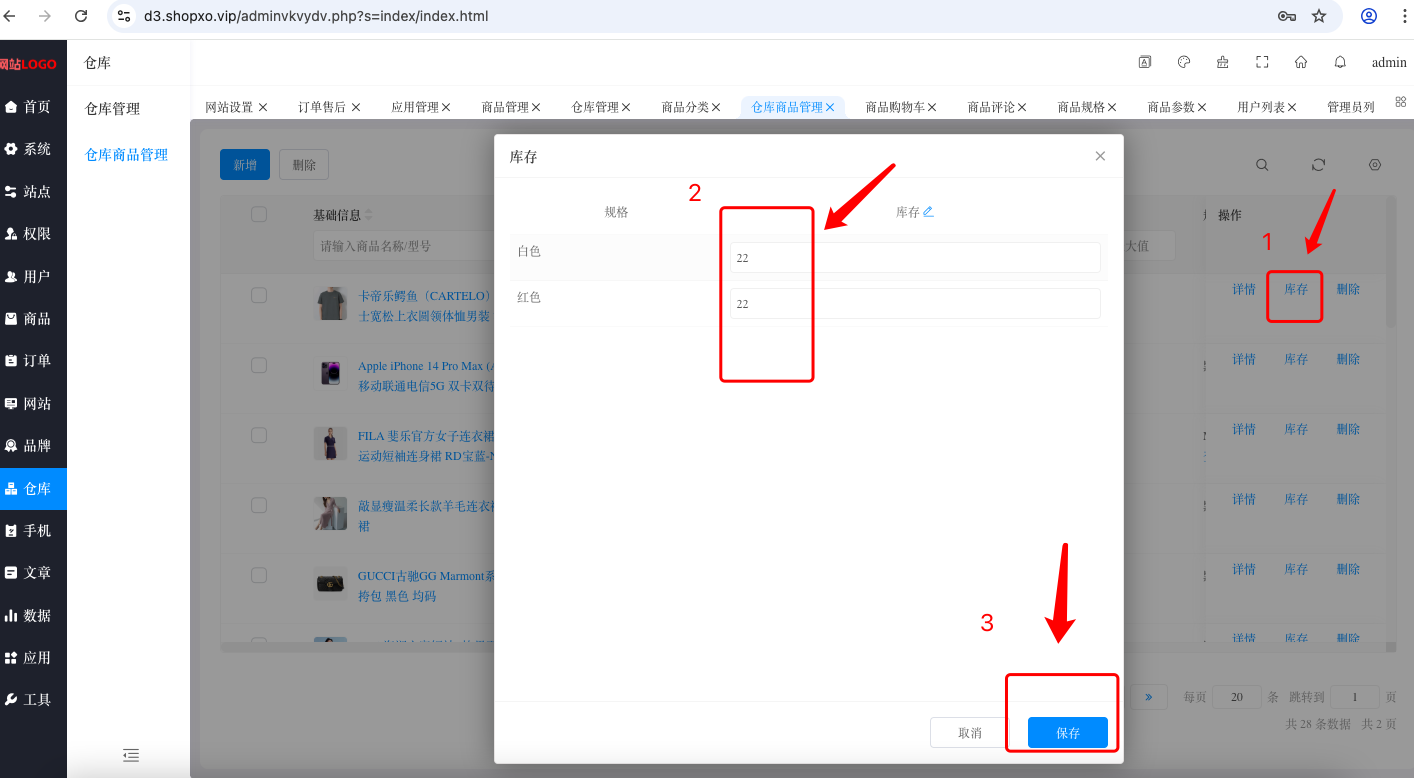 d3.shopxo.vip/adminvkvydv.php?s=index/index.html
网站LOGO
首页
系统
站点
权限
用户
商品
订单
网站
品牌
仓库
手机
文章
数据
应用
工具
仓库
仓库管理
仓库商品管理
admin
网站设置 订单售后 应用管理 商品管理 仓库管理 商品分类 仓库商品管理 商品购物车 商品评论 商品规格 商品参数 用户列表 管理员列
新增 删除
基础信息
操作
请输入商品名称/型号
大值
卡帝乐鳄鱼（CARTELO）
士宽松上衣圆领体恤男装
详情 库存 删除
Apple iPhone 14 Pro Max (A
移动联通电信5G 双卡双待
详情 库存 删除
FILA 斐乐官方女子连衣裙
运动短袖连身裙 RD宝蓝-N
详情 库存 删除
敲显瘦温柔长款羊毛连衣裙
裙
详情 库存 删除
GUCCI古驰GG Marmont系
挎包 黑色 均码
详情 库存 删除
详情 库存 删除
库存
规格 库存
白色 22
红色 22
取消 保存
1
2
3
» 每页 20 条 跳转到 1 页
共 28 条数据 共 2 页